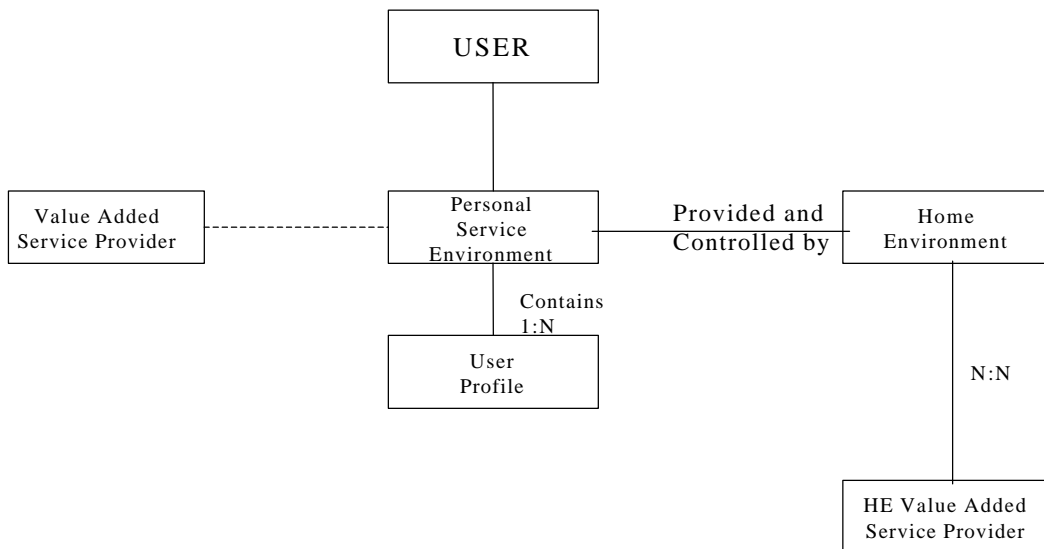 USER
Value Added
Service Provider
Personal
Service
Environment
Provided and
Controlled by
Home
Environment
Contains
1:N
User
Profile
N:N
HE Value Added
Service Provider